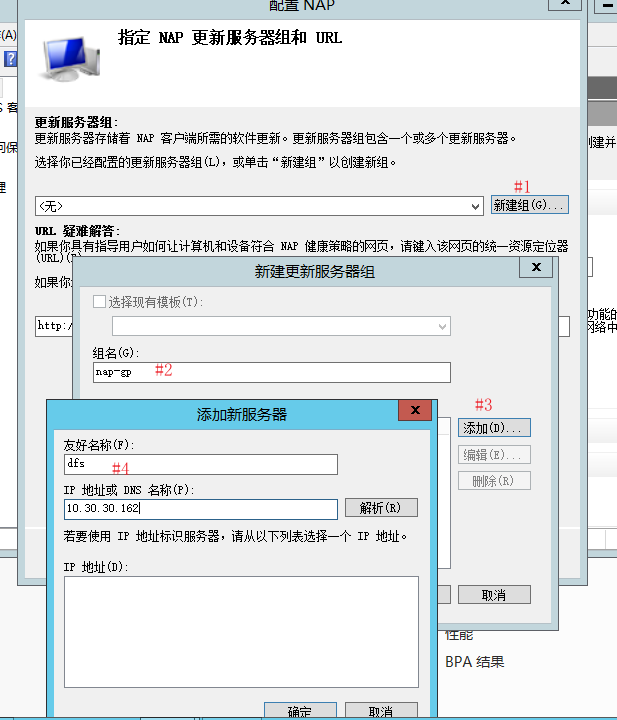 配置 NAP
x
(A)
指定 NAP 更新服务器组和 URL
?
更新服务器组:
更新服务器存储着 NAP 客户端所需的软件更新。更新服务器组包含一个或多个更新服务器。
选择你已经配置的更新服务器组(L)，或单击“新建组”以创建新组。
#1
<无>
新建组(G)...
URL 疑难解答:
如果你具有指导用户如何让计算机和设备符合 NAP 健康策略的网页，请键入该网页的统一资源定位器
(URL)
如果你
http:/
新建更新服务器组
x
选择现有模板(T):
组名(G):
nap-gp
#2
#3
添加(D)...
编辑(E)...
删除(R)
取消
添加新服务器
x
友好名称(F):
dfs
#4
IP 地址或 DNS 名称(P):
10.30.30.162
解析(R)
若要使用 IP 地址标识服务器，请从以下列表选择一个 IP 地址。
IP 地址(D):
确定
取消
S 客
问保
理
创建并
功能的
网络中
性能
BPA 结果